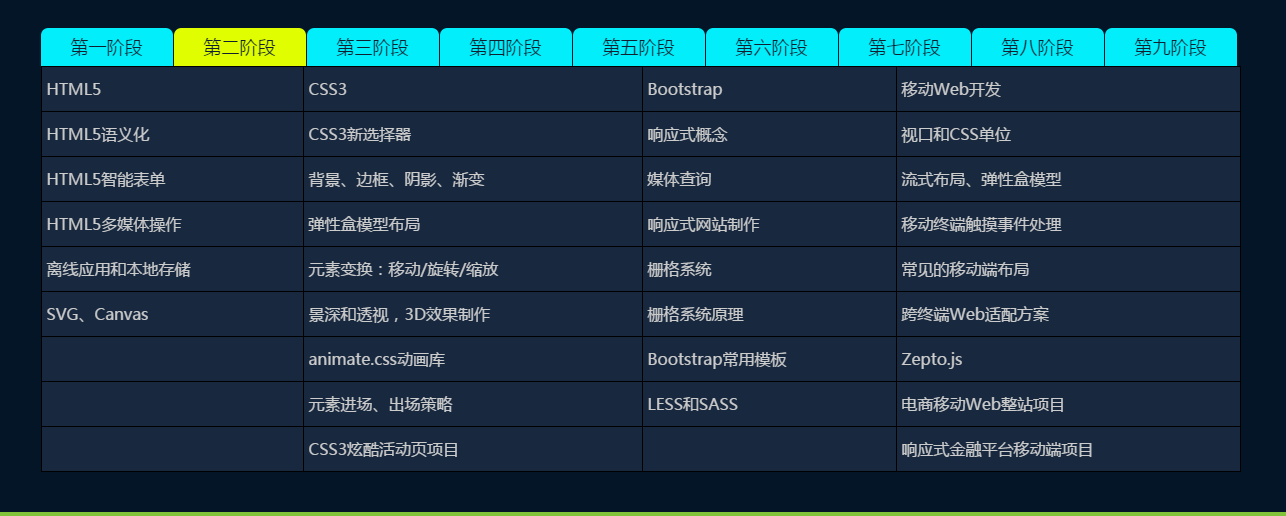 第一阶段 第二阶段 第三阶段 第四阶段 第五阶段 第六阶段 第七阶段 第八阶段 第九阶段
HTML5 CSS3 Bootstrap 移动Web开发
HTML5语义化 CSS3新选择器 响应式概念 视口和CSS单位
HTML5智能表单 背景、边框、阴影、渐变 媒体查询 流式布局、弹性盒模型
HTML5多媒体操作 弹性盒模型布局 响应式网站制作 移动终端触摸事件处理
离线应用和本地存储 元素变换：移动/旋转/缩放 栅格系统 常见的移动端布局
SVG、Canvas 景深和透视，3D效果制作 栅格系统原理 跨终端Web适配方案
animate.css动画库 Bootstrap常用模板 Zepto.js
元素进场、出场策略 LESS和SASS 电商移动Web整站项目
CSS3炫酷活动页项目 响应式金融平台移动端项目